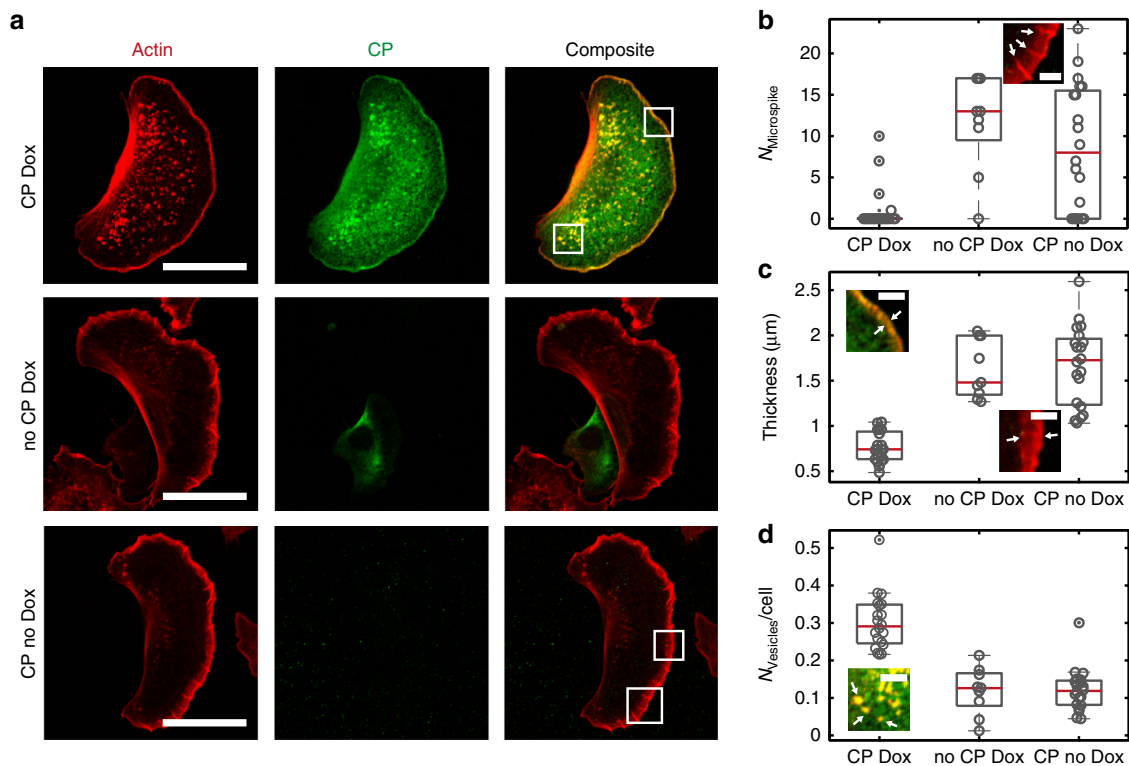 a
Actin
CP
Composite
CP Dox
no CP Dox
CP no Dox
b
N Microspike
20
15
10
5
0
CP Dox
no CP Dox
CP no Dox
c
Thickness (μm)
2.5
2
1.5
1
0.5
CP Dox
no CP Dox
CP no Dox
d
N Vesicles/cell
0.5
0.4
0.3
0.2
0.1
0
CP Dox
no CP Dox
CP no Dox